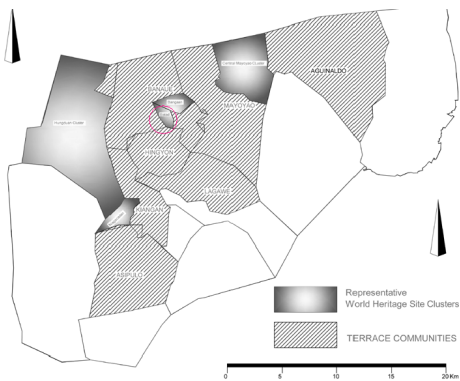 Central Mayoyao Cluster
AGUINALDO
BANAUE
Bangaan
MAYOYAO
Hungduan Cluster
HINGYON
LAGAWE
KIANGAN
ASIPULO
Representative
World Heritage Site Clusters
TERRACE COMMUNITIES
0
5
10
15
20 Km